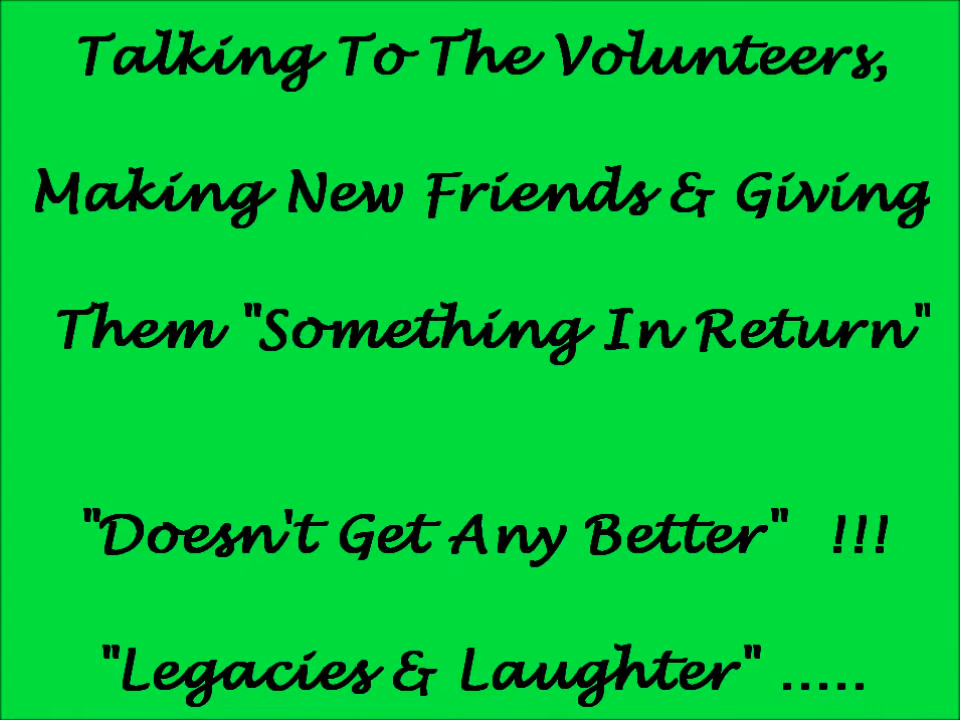 Talking To The Volunteers,
Making New Friends & Giving
Them "Something In Return"
"Doesn't Get Any Better" !!!
"Legacies & Laughter" .....